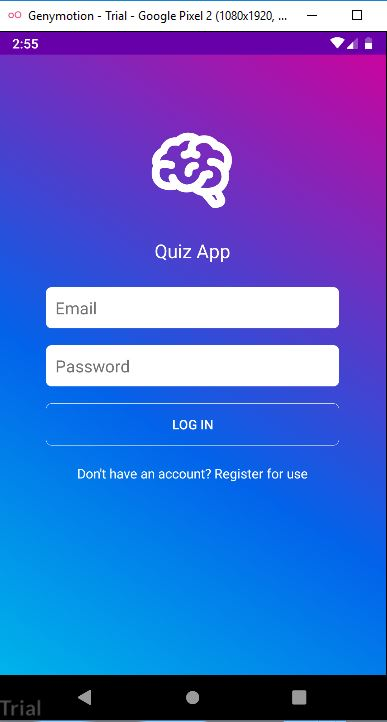 Genymotion - Trial - Google Pixel 2 (1080x1920, ...
2:55
Quiz App
Email
Password
LOG IN
Don't have an account? Register for use
Trial